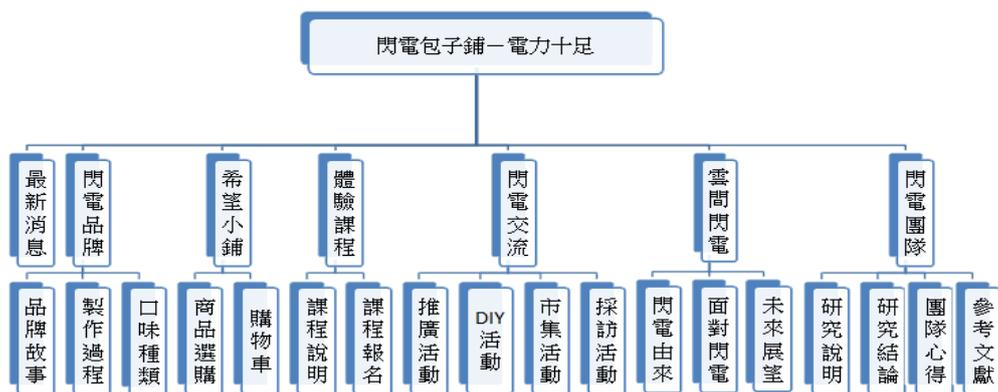 閃電包子鋪－電力十足
最新消息
閃電品牌
希望小鋪
體驗課程
閃電交流
雲間閃電
閃電團隊
品牌故事
製作過程
口味種類
商品選購
購物車
課程說明
課程報名
推廣活動
DIY活動
市集活動
採訪活動
閃電由來
面對閃電
未來展望
研究說明
研究結論
團隊心得
參考文獻